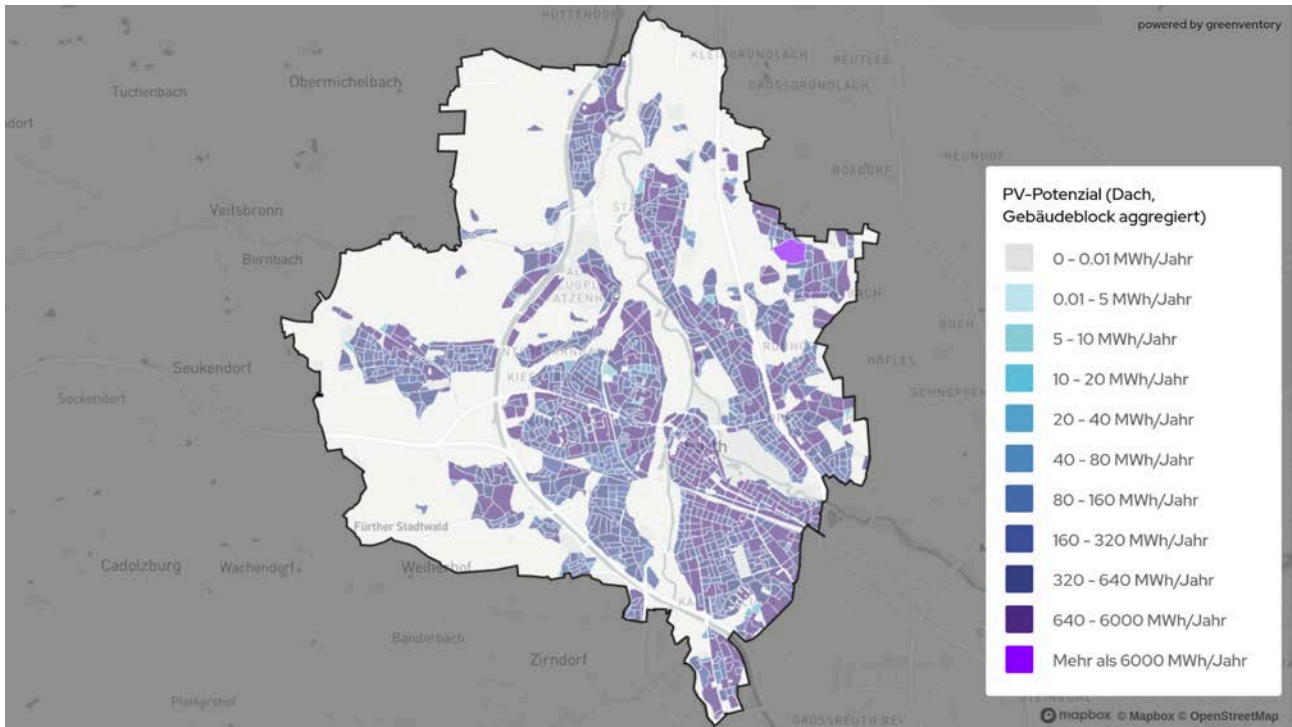 HÜTTENDORF
powered by greenventory
KLEINGRÜNDLACH
REUTLES
Obermichelbach
Tuchenbach
GROSSGRÜNDLACH
NEUNHOF
BOXDORF
Veitsbronn
Bernbach
PV-Potenzial (Dach,
Gebäudeblock aggregiert)
0 - 0.01 MWh/Jahr
0.01 - 5 MWh/Jahr
5 - 10 MWh/Jahr
10 - 20 MWh/Jahr
20 - 40 MWh/Jahr
40 - 80 MWh/Jahr
80 - 160 MWh/Jahr
160 - 320 MWh/Jahr
320 - 640 MWh/Jahr
640 - 6000 MWh/Jahr
Mehr als 6000 MWh/Jahr
BUCH
HÖFLES
Seukendorf
SCHNEPFEN
Fürther Stadtwald
Cadolzburg
Wachendorf
Weiherhof
Banderbach
Zirndorf
GROSSREUTH BEI
mapbox © Mapbox © OpenStreetMap